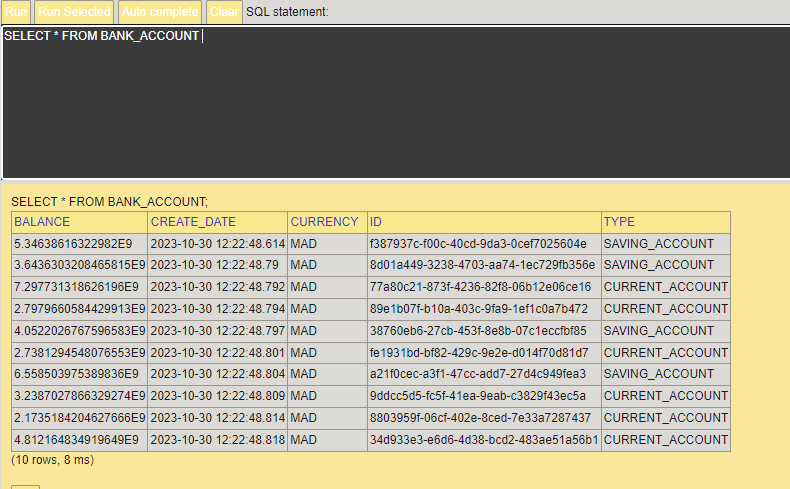 Run Run Selected Auto complete Clear SQL statement:
SELECT * FROM BANK_ACCOUNT
SELECT * FROM BANK_ACCOUNT;
BALANCE CREATE_DATE CURRENCY ID TYPE
5.34638616322982E9 2023-10-30 12:22:48.614 MAD f387937c-f00c-40cd-9da3-0cef7025604e SAVING_ACCOUNT
3.6436303208465815E9 2023-10-30 12:22:48.79 MAD 8d01a449-3238-4703-aa74-1ec729fb356e SAVING_ACCOUNT
7.297731318626196E9 2023-10-30 12:22:48.792 MAD 77a80c21-873f-4236-82f8-06b12e06ce16 CURRENT_ACCOUNT
2.7979660584429913E9 2023-10-30 12:22:48.794 MAD 89e1b07f-b10a-403c-9fa9-1ef1c0a7b472 CURRENT_ACCOUNT
4.0522026767596583E9 2023-10-30 12:22:48.797 MAD 38760eb6-27cb-453f-8e8b-07c1eccfbf85 SAVING_ACCOUNT
2.7381294548076553E9 2023-10-30 12:22:48.801 MAD fe1931bd-bf82-429c-9e2e-d014f70d81d7 CURRENT_ACCOUNT
6.558503975389836E9 2023-10-30 12:22:48.804 MAD a21f0cec-a3f1-47cc-add7-27d4c949fea3 SAVING_ACCOUNT
3.2387027866329274E9 2023-10-30 12:22:48.809 MAD 9ddcc5d5-fc5f-41ea-9eab-c3829f43ec5a CURRENT_ACCOUNT
2.1735184204627666E9 2023-10-30 12:22:48.814 MAD 8803959f-06cf-402e-8ced-7e33a7287437 CURRENT_ACCOUNT
4.812164834919649E9 2023-10-30 12:22:48.818 MAD 34d933e3-e6d6-4d38-bcd2-483ae51a56b1 CURRENT_ACCOUNT
(10 rows, 8 ms)